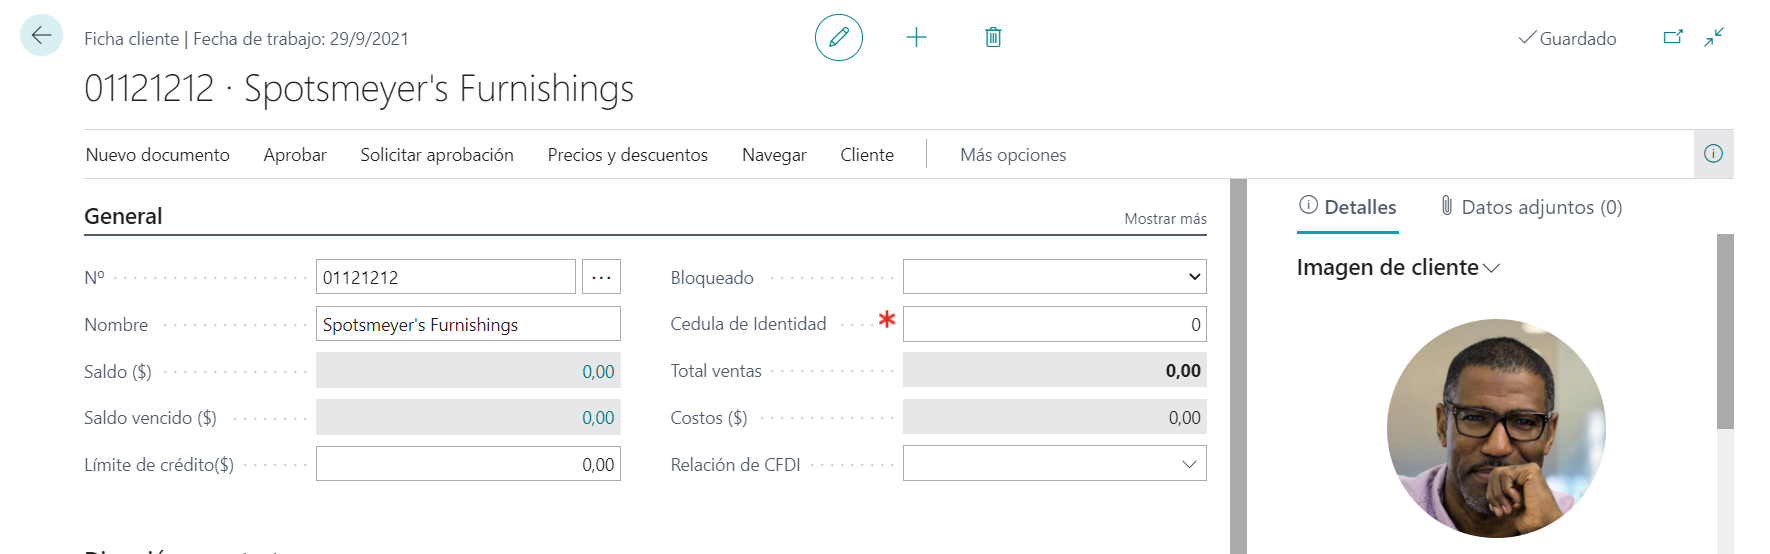 Ficha cliente | Fecha de trabajo: 29/9/2021
Guardado
01121212 · Spotsmeyer's Furnishings
Nuevo documento Aprobar Solicitar aprobación Precios y descuentos Navegar Cliente Más opciones
General
Mostrar más
Nº 01121212
Nombre Spotsmeyer's Furnishings
Saldo ($) 0,00
Saldo vencido ($) 0,00
Límite de crédito($) 0,00
Bloqueado
Cedula de Identidad 0
Total ventas 0,00
Costos ($) 0,00
Relación de CFDI
Detalles Datos adjuntos (0)
Imagen de cliente